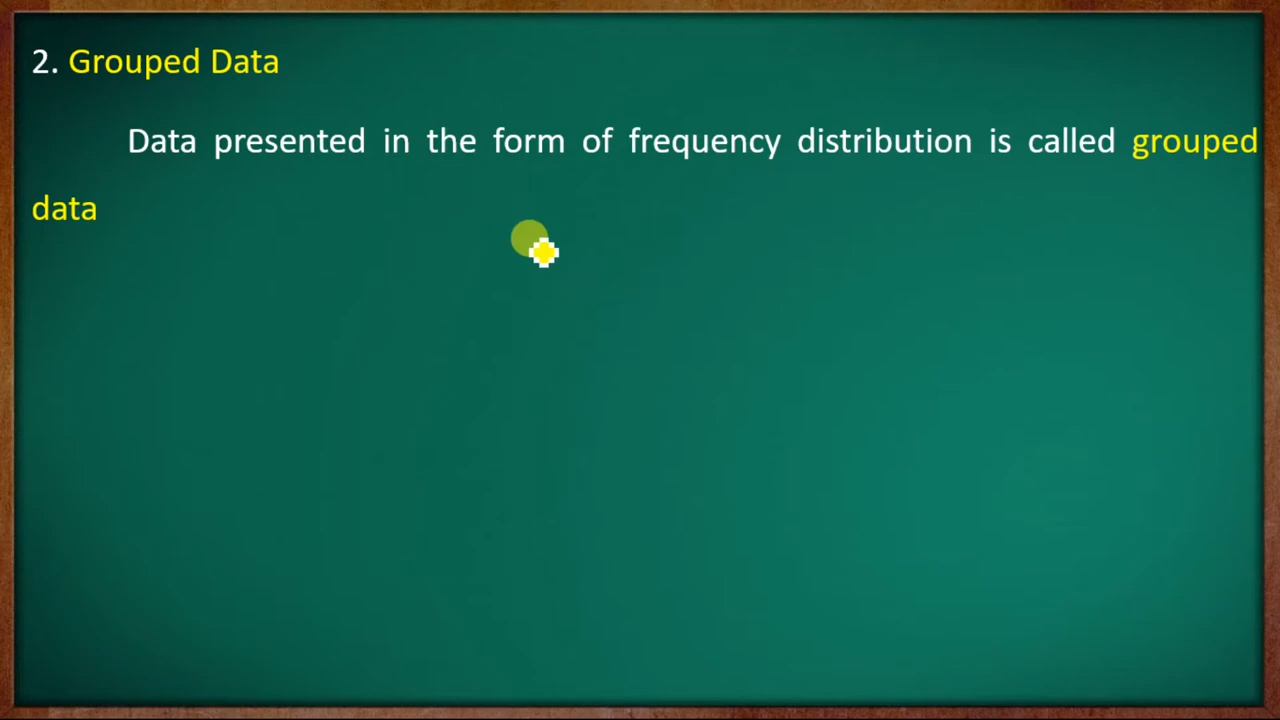 2. Grouped Data
Data presented in the form of frequency distribution is called grouped
data